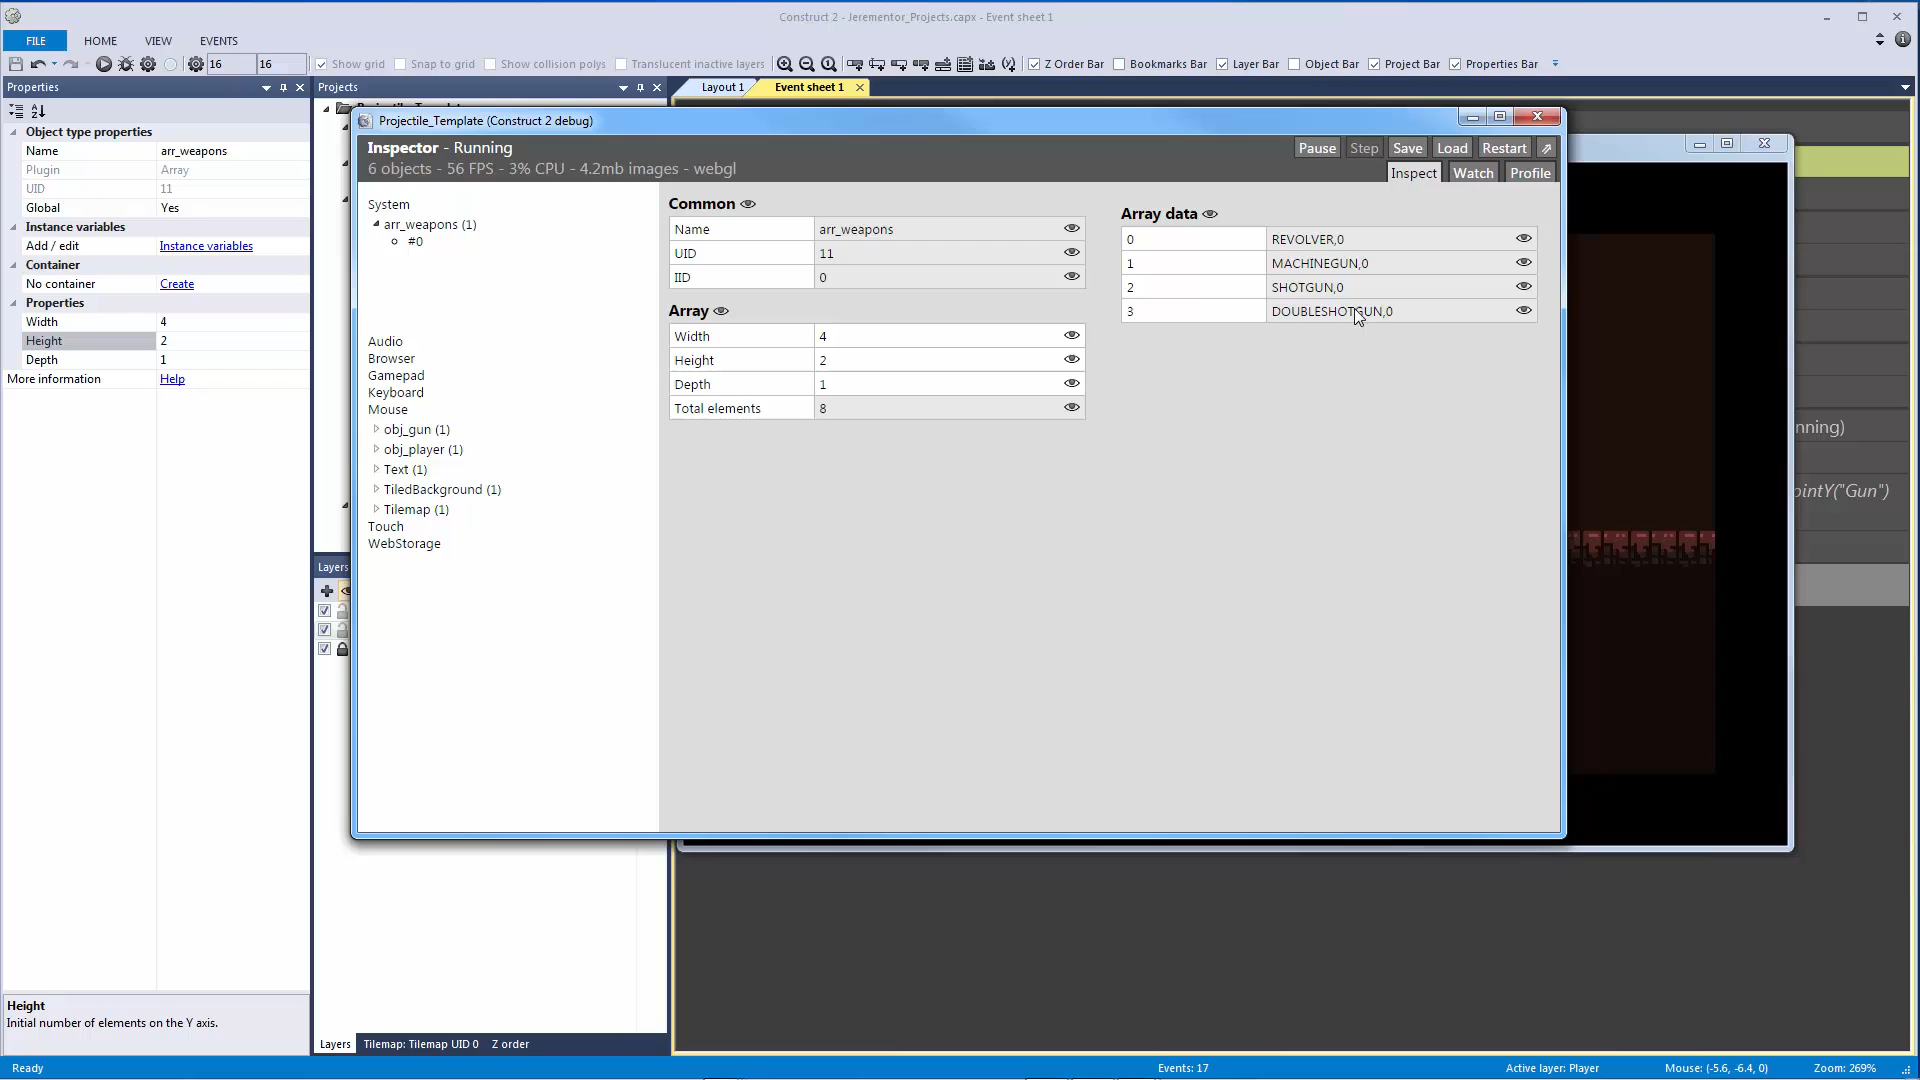 Construct 2 - Jerementor_Projects.capx - Event sheet 1
FILE HOME VIEW EVENTS
16 16 Show grid Snap to grid Show collision polys Translucent inactive layers Z Order Bar Bookmarks Bar Layer Bar Object Bar Project Bar Properties Bar
Properties
Object type properties
Name arr_weapons
Plugin Array
UID 11
Global Yes
Instance variables
Add / edit Instance variables
Container
No container Create
Properties
Width 4
Height 2
Depth 1
More information Help
Height
Initial number of elements on the Y axis.
Projects
Layers
Layers Tilemap: Tilemap UID 0 Z order
Layout 1 Event sheet 1
Projectile_Template (Construct 2 debug)
Inspector - Running
6 objects - 56 FPS - 3% CPU - 4.2mb images - webgl
Pause Step Save Load Restart
Inspect Watch Profile
System
arr_weapons (1)
#0
Audio
Browser
Gamepad
Keyboard
Mouse
obj_gun (1)
obj_player (1)
Text (1)
TiledBackground (1)
Tilemap (1)
Touch
WebStorage
Common
Name arr_weapons
UID 11
IID 0
Array
Width 4
Height 2
Depth 1
Total elements 8
Array data
0 REVOLVER,0
1 MACHINEGUN,0
2 SHOTGUN,0
3 DOUBLESHOTGUN,0
nning)
ointY("Gun")
Ready Events: 17 Active layer: Player Mouse: (-5.6, -6.4, 0) Zoom: 269%